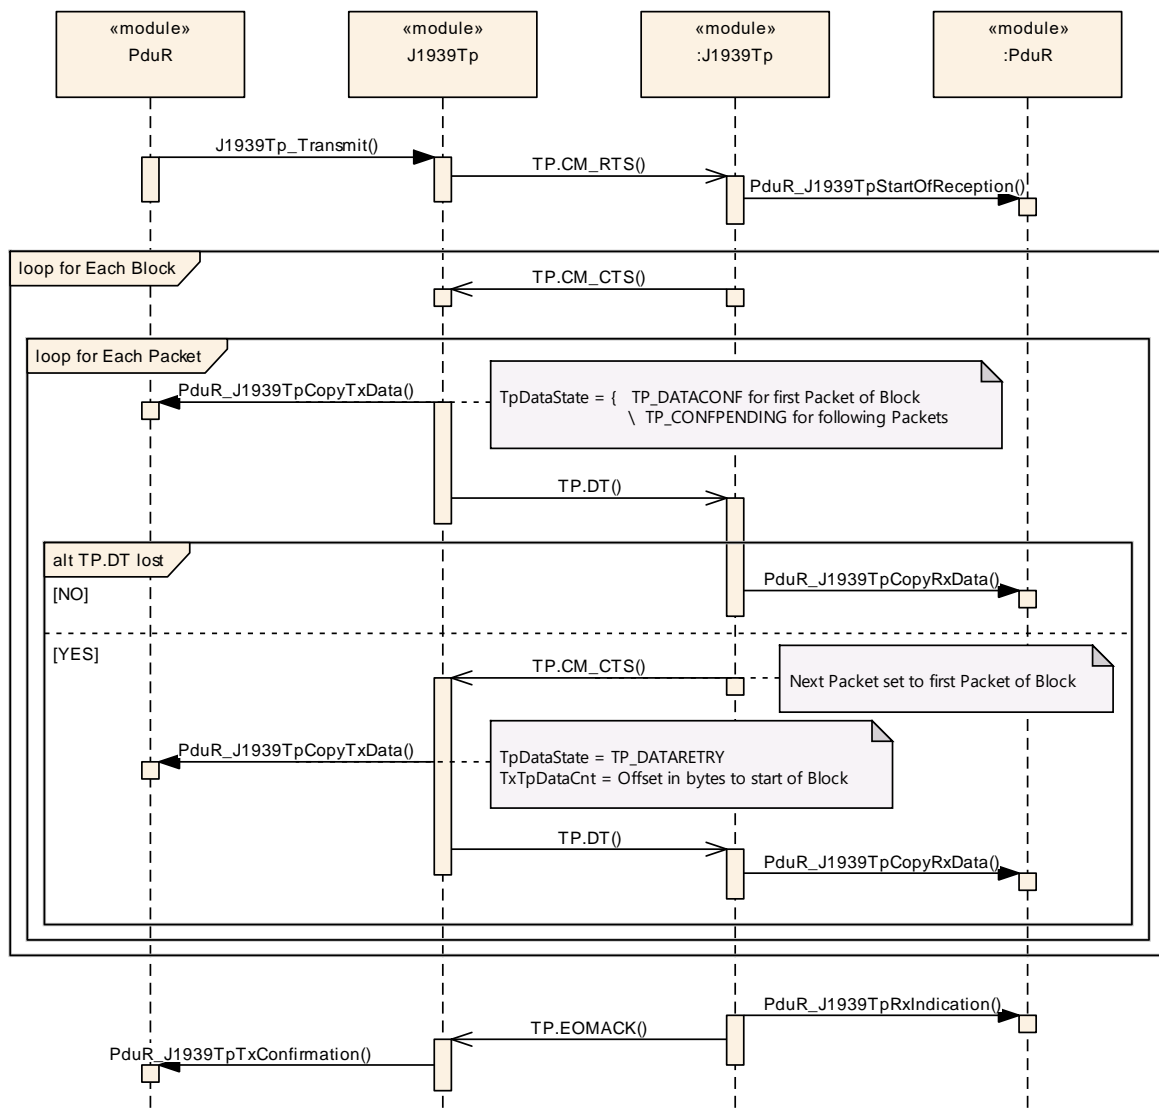 «module»
PduR
«module»
J1939Tp
«module»
:J1939Tp
«module»
:PduR
J1939Tp_Transmit()
TP.CM_RTS()
PduR_J1939TpStartOfReception()
loop for Each Block
TP.CM_CTS()
loop for Each Packet
PduR_J1939TpCopyTxData()
TpDataState = { TP_DATACONF for first Packet of Block
\ TP_CONFPENDING for following Packets
TP.DT()
alt TP.DT lost
[NO]
PduR_J1939TpCopyRxData()
[YES]
TP.CM_CTS()
Next Packet set to first Packet of Block
PduR_J1939TpCopyTxData()
TpDataState = TP_DATARETRY
TxTpDataCnt = Offset in bytes to start of Block
TP.DT()
PduR_J1939TpCopyRxData()
PduR_J1939TpRxIndication()
TP.EOMACK()
PduR_J1939TpTxConfirmation()